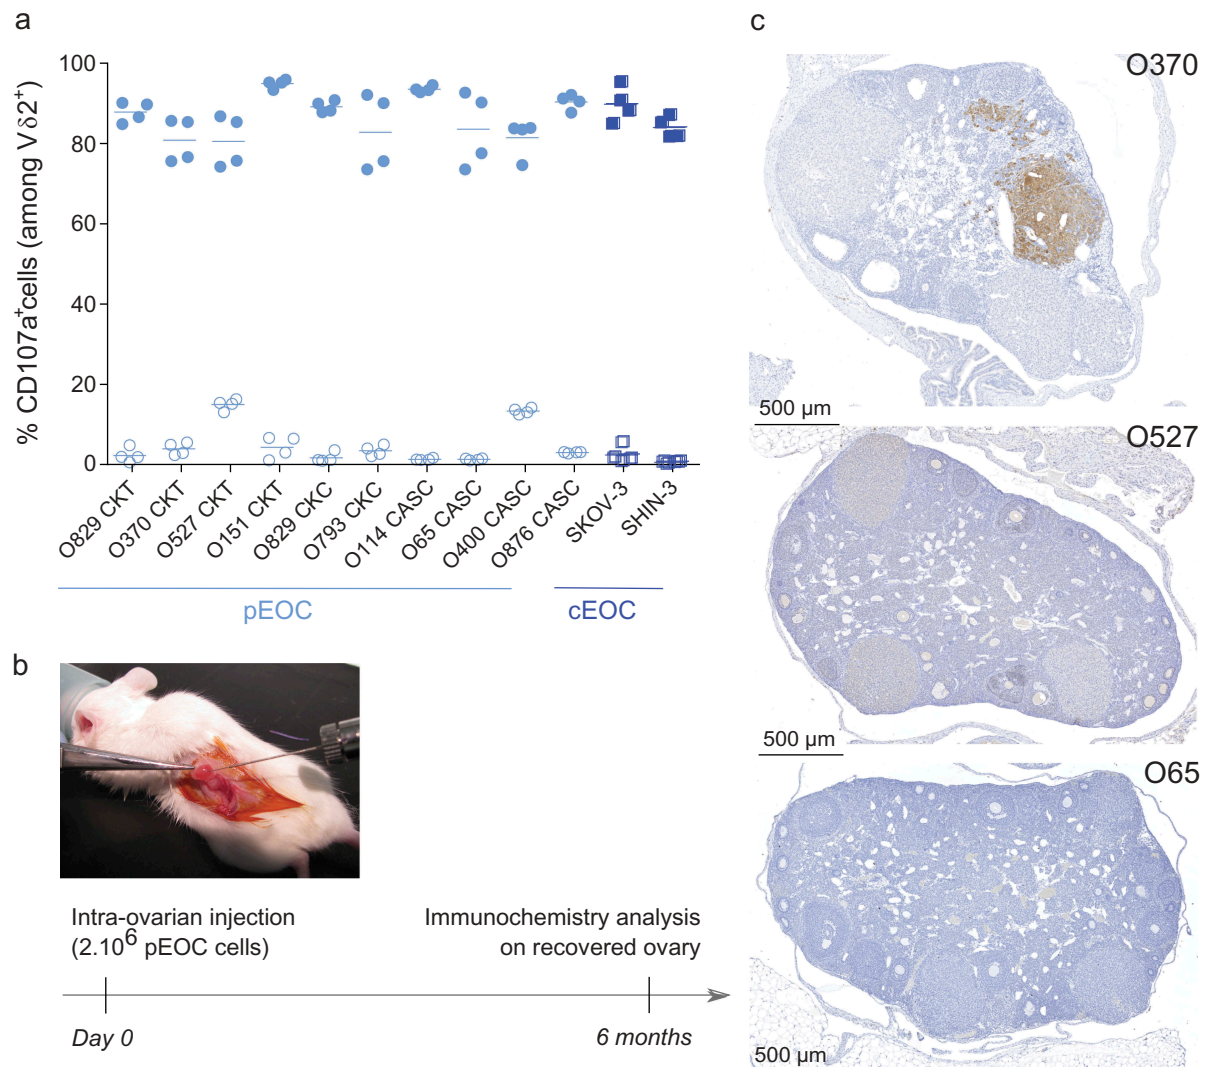 a
% CD107a⁺cells (among Vδ2⁺)
100
80
60
40
20
0
O829 CKT
O370 CKT
O527 CKT
O151 CKT
O829 CKC
O793 CKC
O114 CASC
O65 CASC
O400 CASC
O876 CASC
SKOV-3
SHIN-3
pEOC
cEOC
b
Intra-ovarian injection
(2.10⁶ pEOC cells)
Immunochemistry analysis
on recovered ovary
Day 0
6 months
c
O370
500 µm
O527
500 µm
O65
500 µm